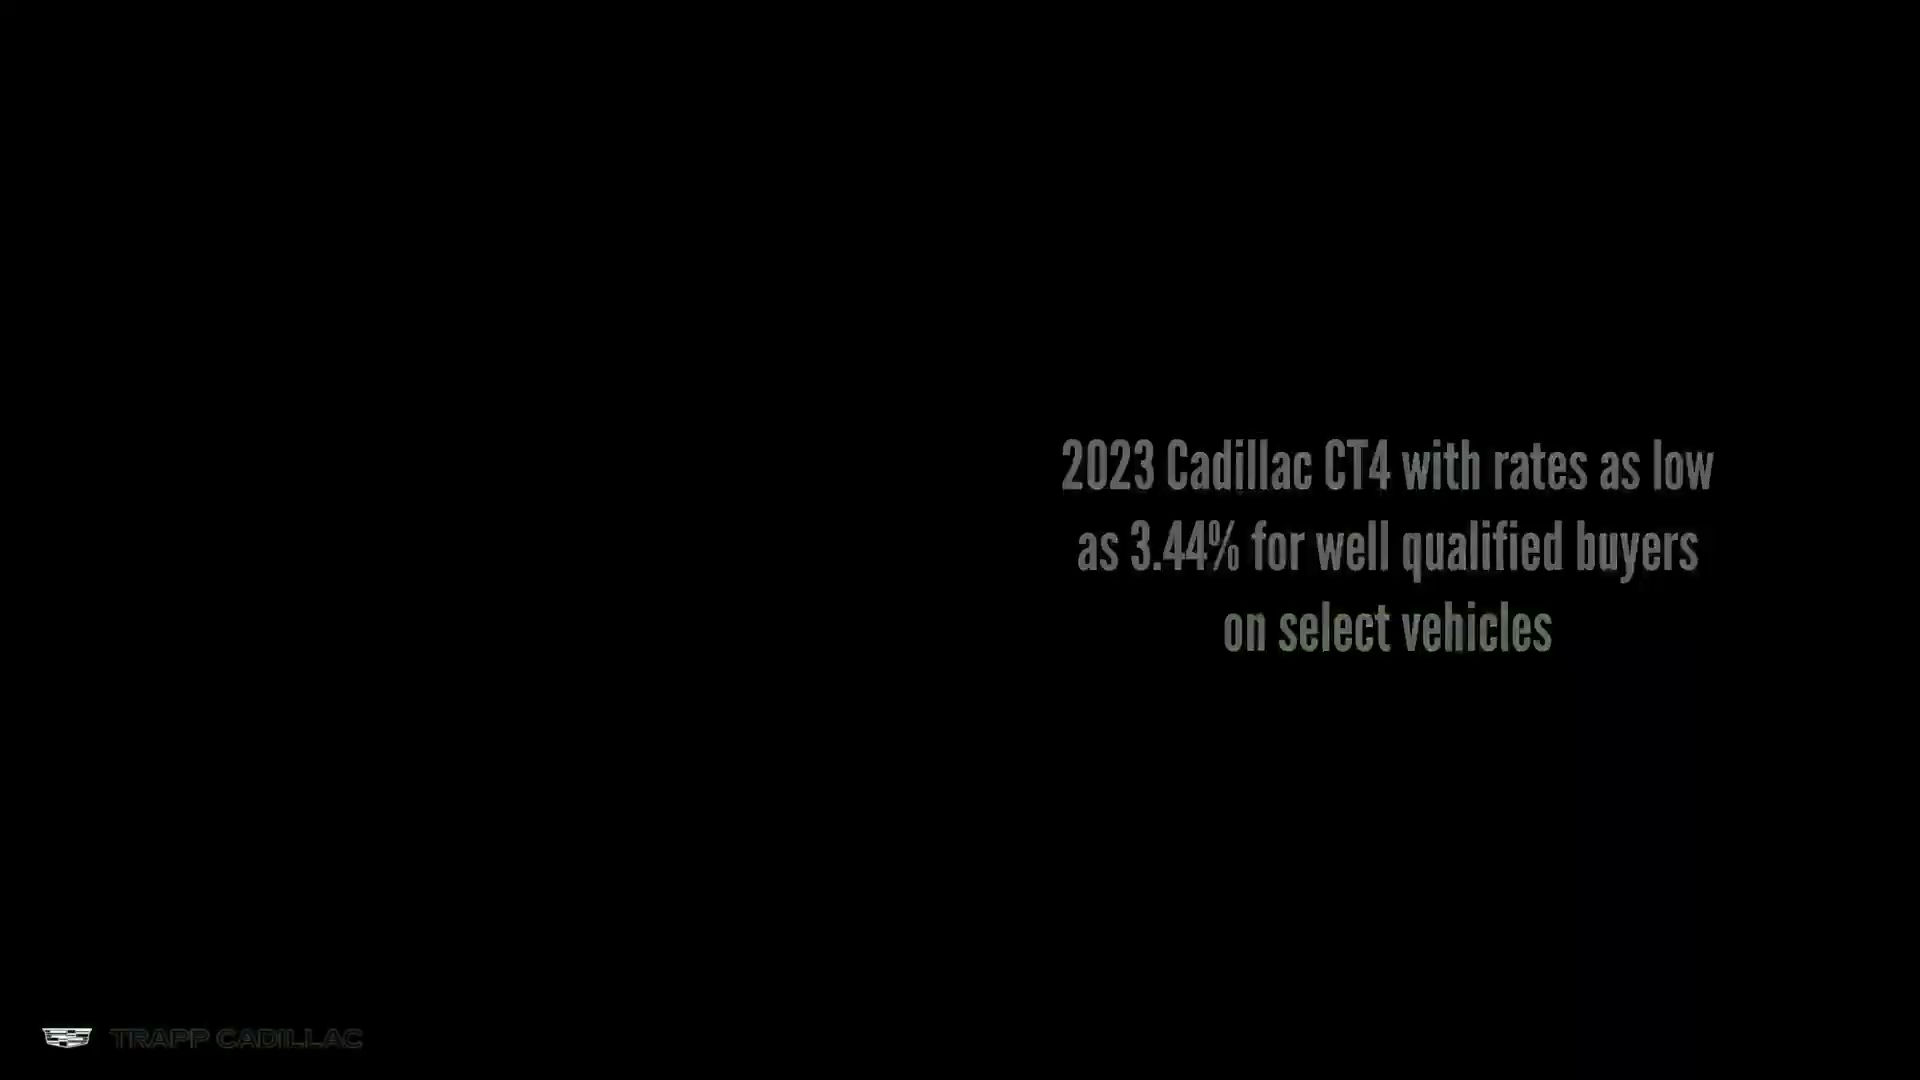 2023 Cadillac CT4 with rates as low
as 3.44% for well qualified buyers
on select vehicles
TRAPP CADILLAC